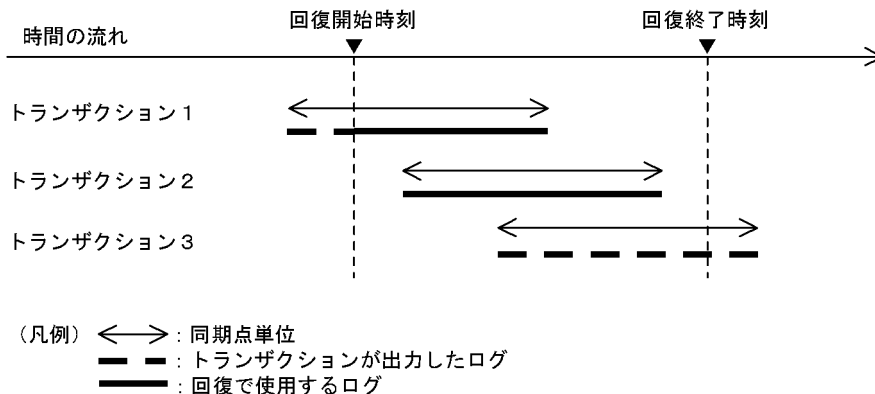 回復開始時刻
回復終了時刻
時間の流れ
トランザクション1
トランザクション2
トランザクション3
（凡例）
：同期点単位
：トランザクションが出力したログ
：回復で使用するログ